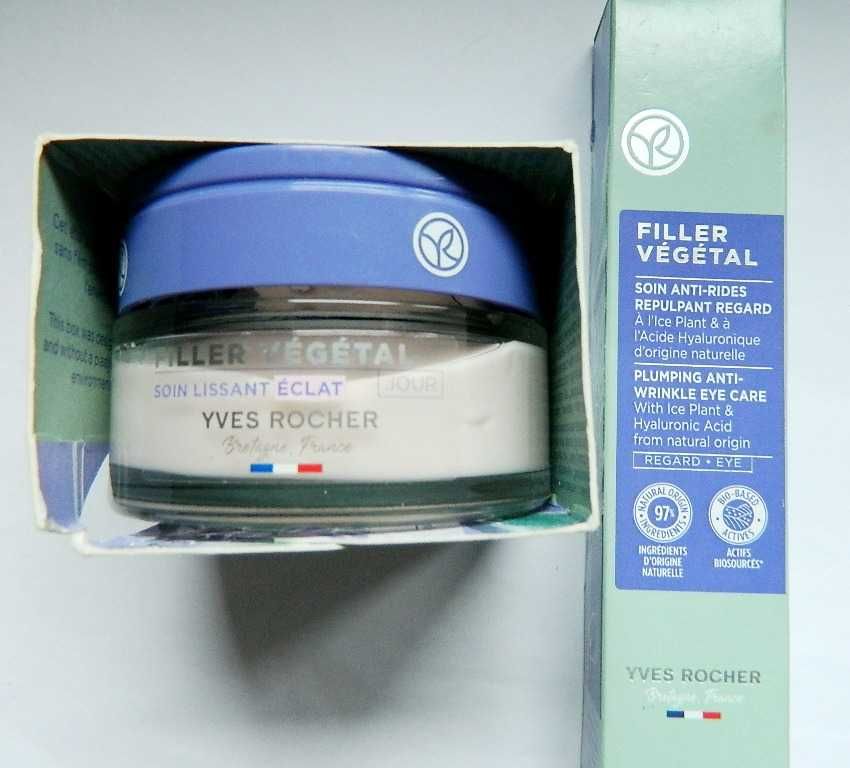 Cet
sans
This box was
and without a
environment
FILLER VÉGÉTAL
SOIN LISSANT ÉCLAT
JOUR
YVES ROCHER
Bretagne, France
FILLER
VÉGÉTAL
SOIN ANTI-RIDES
REPULPANT REGARD
À l'Ice Plant & à
l'Acide Hyaluronique
d'origine naturelle
PLUMPING ANTI-
WRINKLE EYE CARE
With Ice Plant &
Hyaluronic Acid
from natural origin
REGARD • EYE
NATURAL ORIGIN
97%
INGREDIENTS
INGRÉDIENTS
D'ORIGINE
NATURELLE
BIO-BASED
ACTIVES
ACTIFS
BIOSOURCÉS*
YVES ROCHER
Bretagne, France